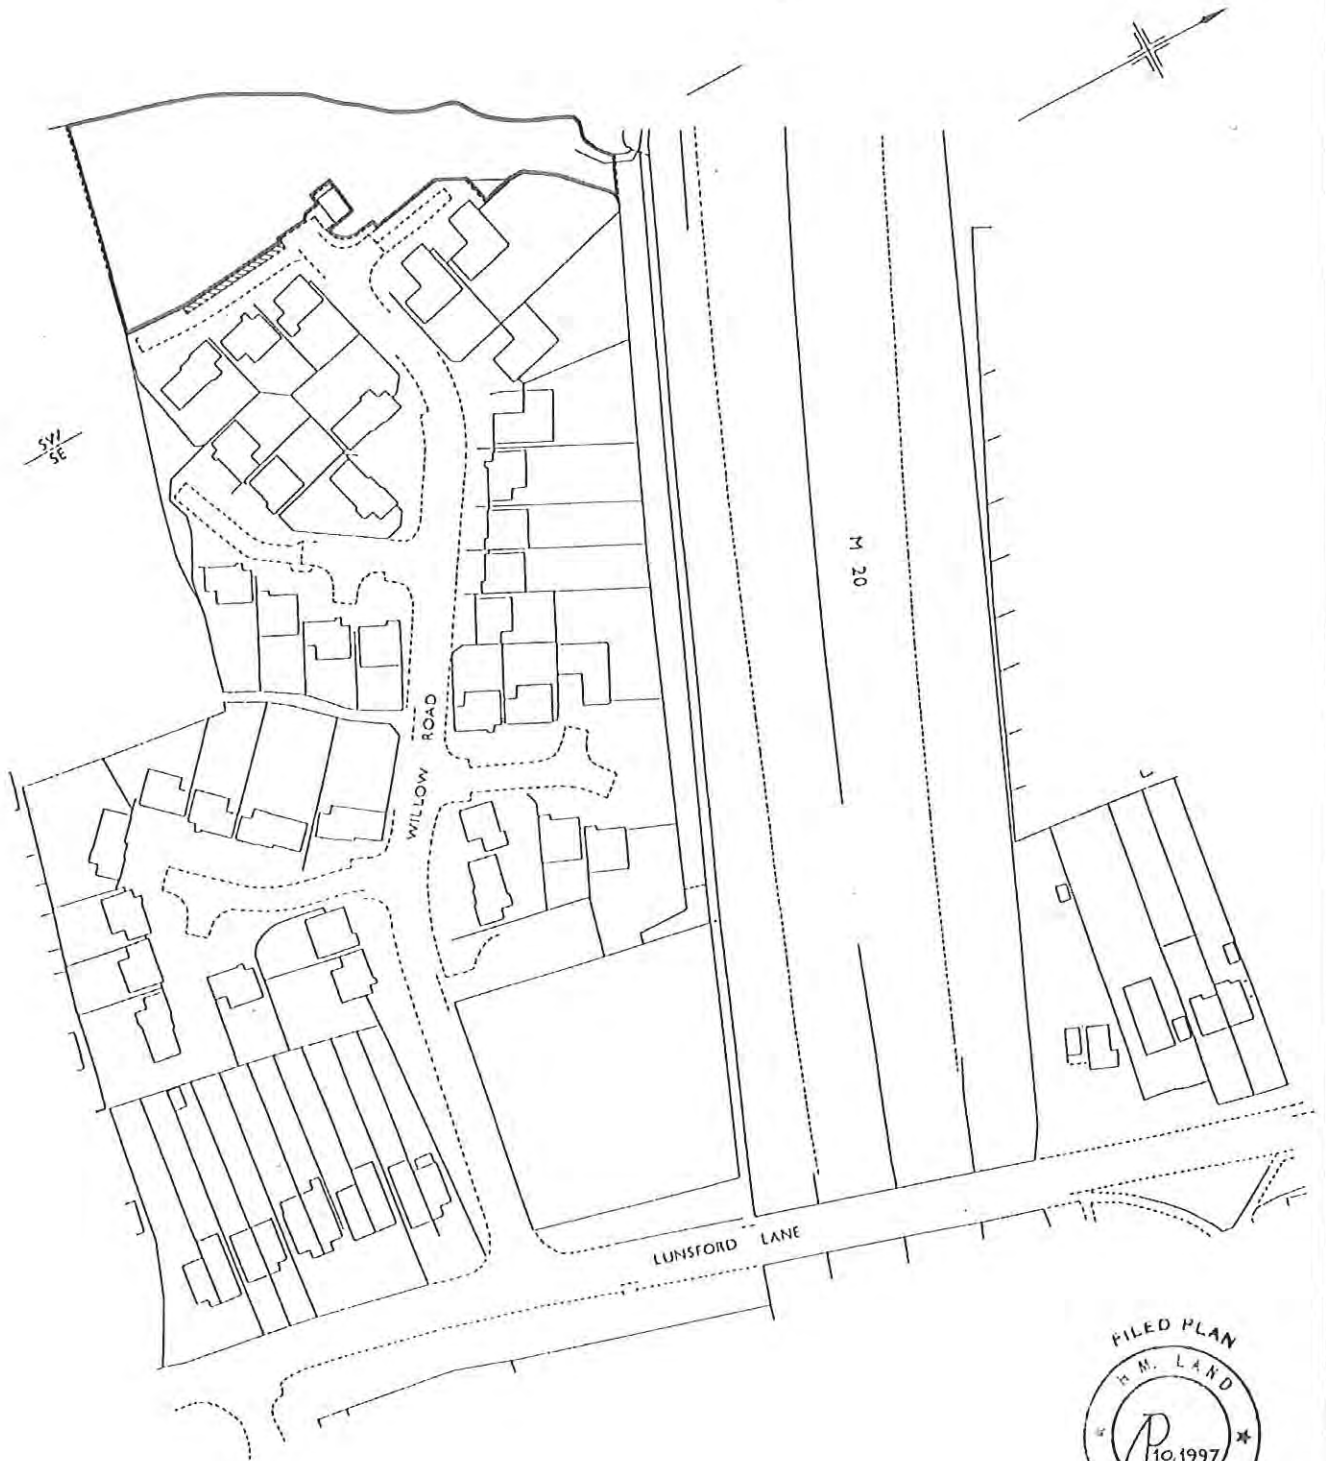 SW
SE
M 20
WILLOW ROAD
LUNSFORD LANE
FILED PLAN
H.M. LAND
10.1997